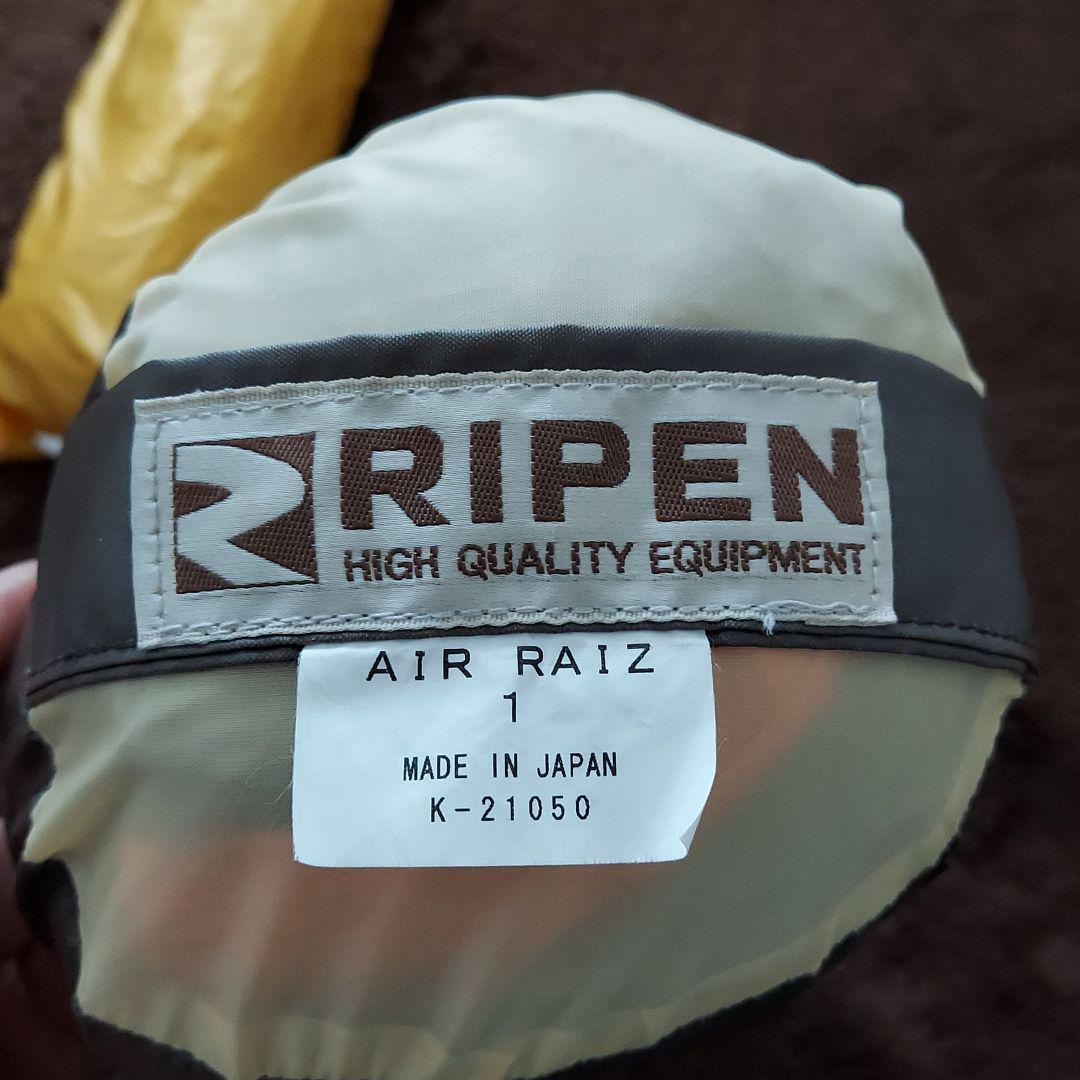 RIPEN
HIGH QUALITY EQUIPMENT
AIR RAIZ
1
MADE IN JAPAN
K-21050